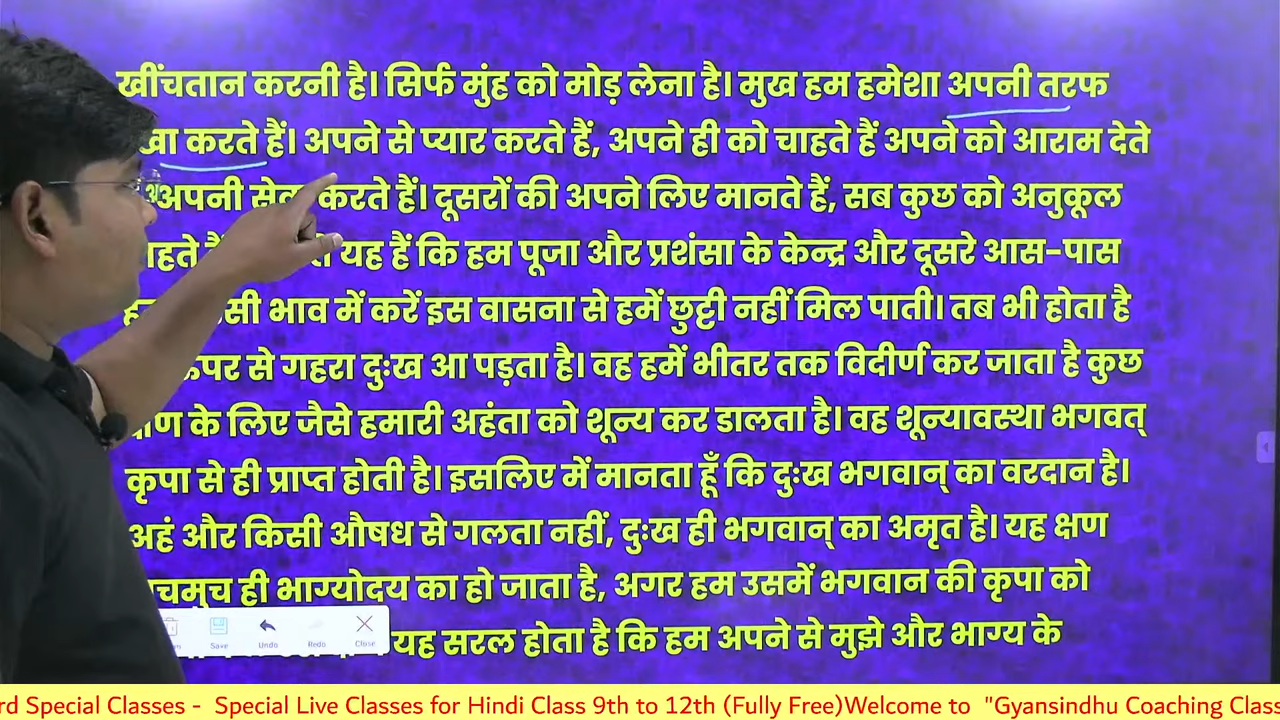 खींचतान करनी है। सिर्फ मुंह को मोड़ लेना है। मुख हम हमेशा अपनी तरफ
करते हैं। अपने से प्यार करते हैं, अपने ही को चाहते हैं अपने को आराम देते
अपनी करते हैं। दूसरों की अपने लिए मानते हैं, सब कुछ को अनुकूल
यह हैं कि हम पूजा और प्रशंसा के केन्द्र और दूसरे आस-पास
भाव में करें इस वासना से हमें छुट्टी नहीं मिल पाती। तब भी होता है
से गहरा दुःख आ पड़ता है। वह हमें भीतर तक विदीर्ण कर जाता है कुछ
के लिए जैसे हमारी अहंता को शून्य कर डालता है। वह शून्यावस्था भगवत्
कृपा से ही प्राप्त होती है। इसलिए में मानता हूँ कि दुःख भगवान् का वरदान है।
अहं और किसी औषध से गलता नहीं, दुःख ही भगवान् का अमृत है। यह क्षण
ही भाग्योदय का हो जाता है, अगर हम उसमें भगवान की कृपा को
यह सरल होता है कि हम अपने से मुझे और भाग्य के
Save Undo Redo Close
rd Special Classes - Special Live Classes for Hindi Class 9th to 12th (Fully Free)Welcome to "Gyansindhu Coaching Class